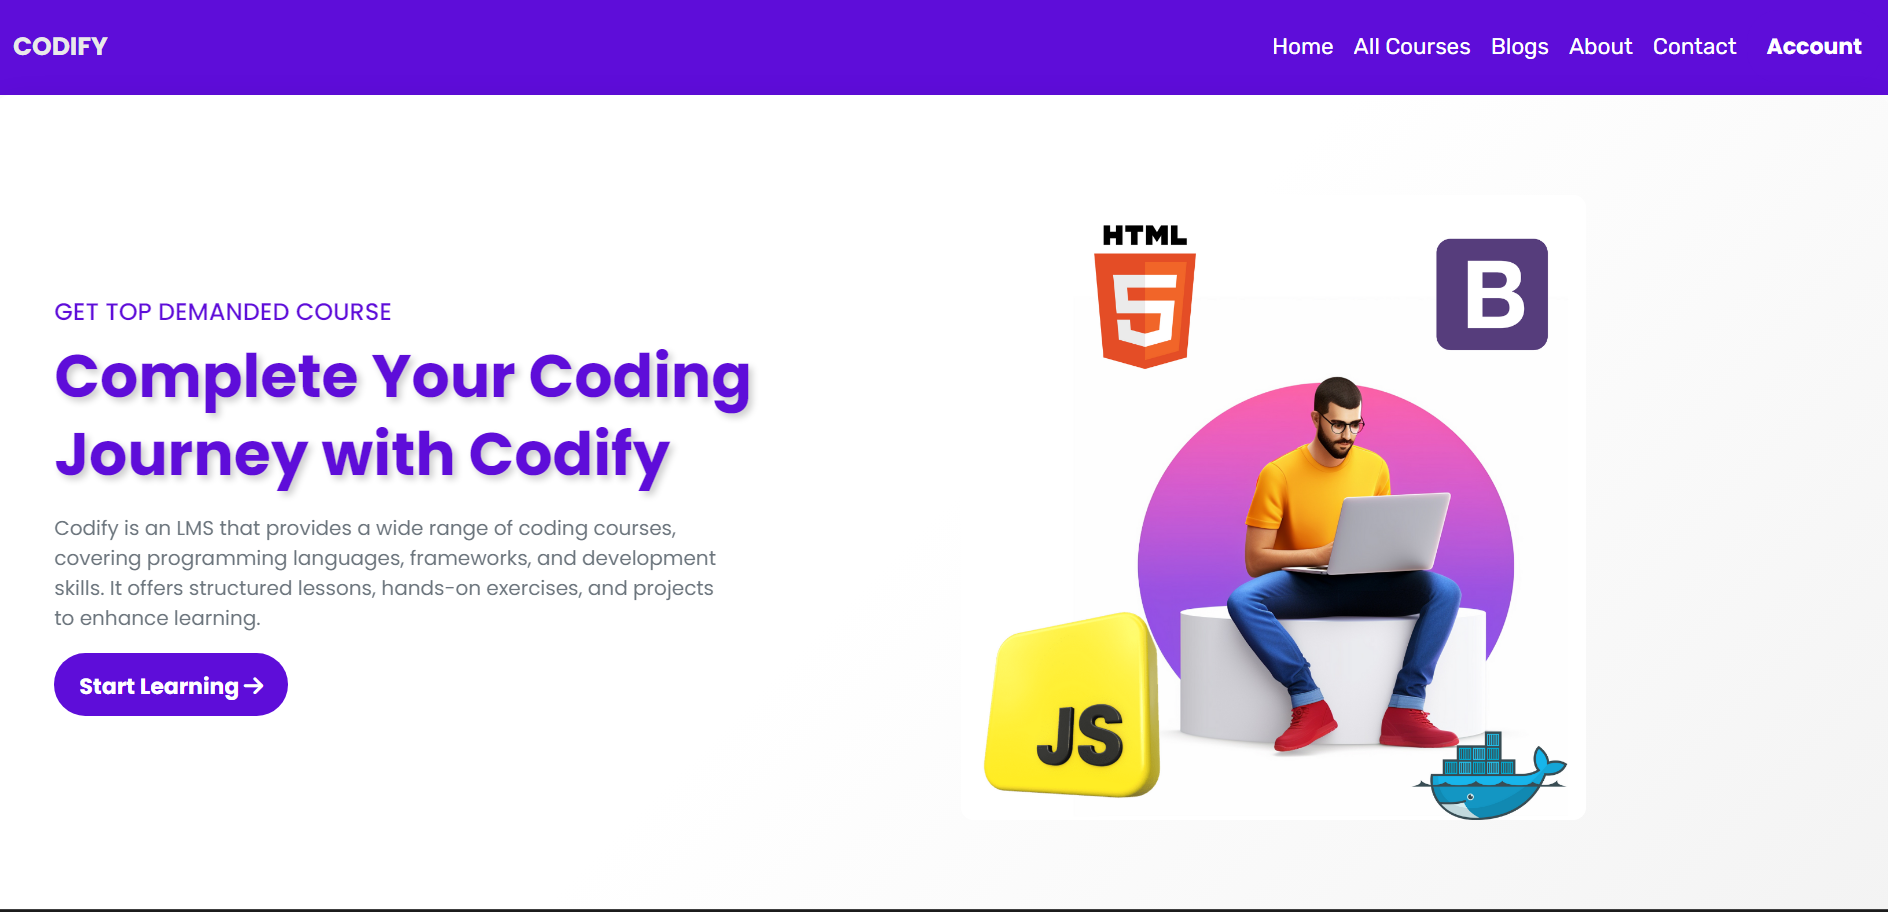 CODIFY
Home All Courses Blogs About Contact Account
GET TOP DEMANDED COURSE
Complete Your Coding
Journey with Codify
Codify is an LMS that provides a wide range of coding courses,
covering programming languages, frameworks, and development
skills. It offers structured lessons, hands-on exercises, and projects
to enhance learning.
Start Learning
HTML
5
B
JS